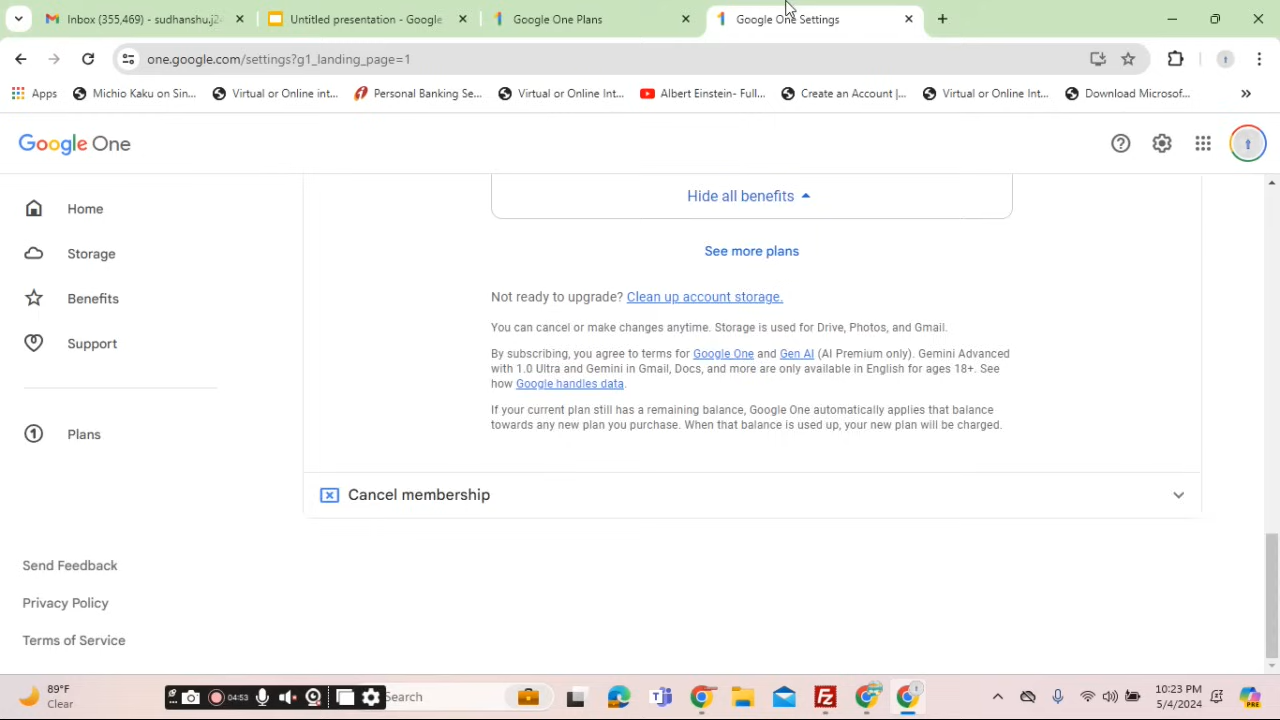 Inbox (355,469) - sudhanshu.j2-
Untitled presentation - Google
Google One Plans
Google One Settings
one.google.com/settings?g1_landing_page=1
Apps
Michio Kaku on Sin...
Virtual or Online int...
Personal Banking Se...
Virtual or Online Int...
Albert Einstein- Full...
Create an Account |...
Virtual or Online Int...
Download Microsof...
Google One
Hide all benefits
See more plans
Home
Storage
Benefits
Support
Plans
Not ready to upgrade? Clean up account storage.
You can cancel or make changes anytime. Storage is used for Drive, Photos, and Gmail.
By subscribing, you agree to terms for Google One and Gen AI (AI Premium only). Gemini Advanced
with 1.0 Ultra and Gemini in Gmail, Docs, and more are only available in English for ages 18+. See
how Google handles data.
If your current plan still has a remaining balance, Google One automatically applies that balance
towards any new plan you purchase. When that balance is used up, your new plan will be charged.
Cancel membership
Send Feedback
Privacy Policy
Terms of Service
89°F
Clear
04:53
Search
10:23 PM
5/4/2024
PRE